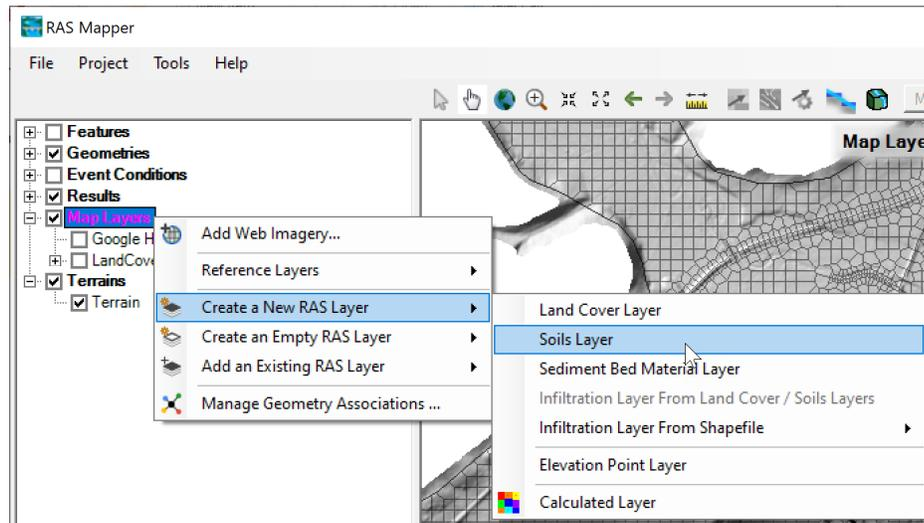 RAS Mapper
File Project Tools Help
Features
Geometries
Event Conditions
Results
Map Laye
Map Layers
Google H
LandCove
Terrains
Terrain
Add Web Imagery...
Reference Layers
Create a New RAS Layer
Create an Empty RAS Layer
Add an Existing RAS Layer
Manage Geometry Associations ...
Land Cover Layer
Soils Layer
Sediment Bed Material Layer
Infiltration Layer From Land Cover / Soils Layers
Infiltration Layer From Shapefile
Elevation Point Layer
Calculated Layer